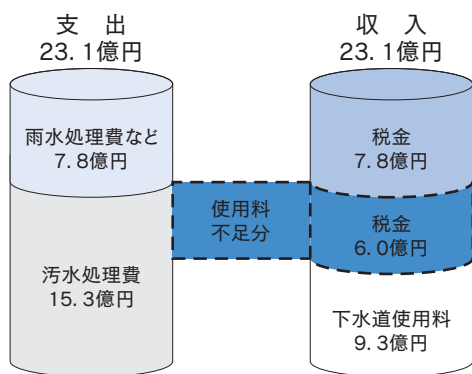 支 出
23.1億円
収 入
23.1億円
雨水処理費など
7.8億円
税金
7.8億円
使用料
不足分
税金
6.0億円
汚水処理費
15.3億円
下水道使用料
9.3億円